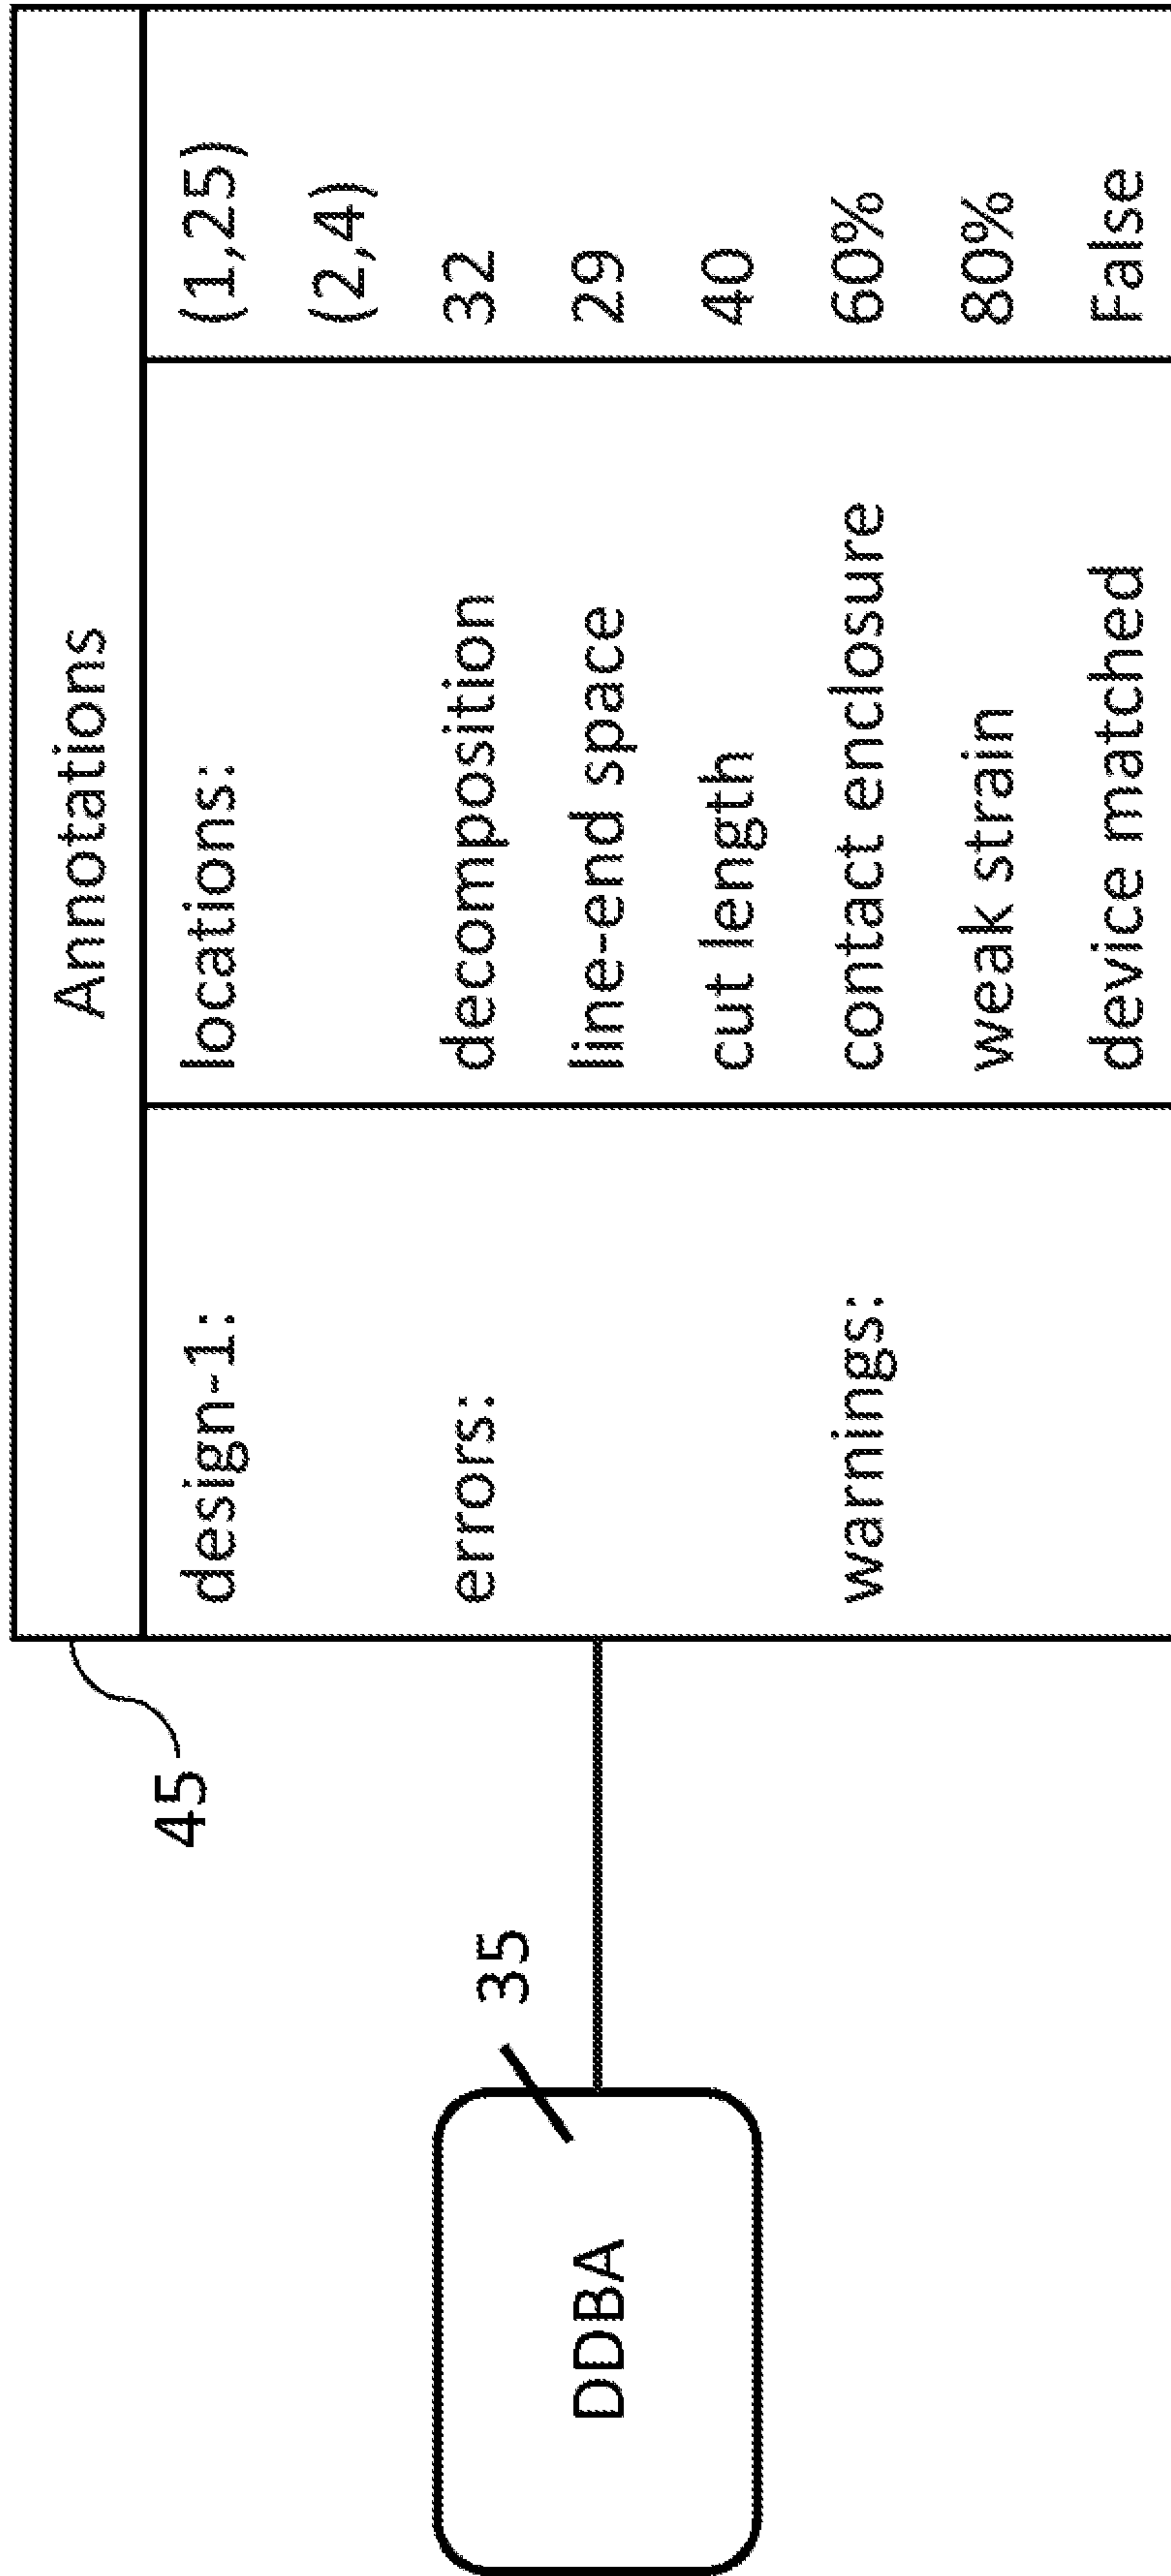 Annotations
design-1: locations: (1,25)
(2,4)
errors: decomposition 32
line-end space 29
cut length 40
warnings: contact enclosure 60%
weak strain 80%
device matched False
45
35
DDBA